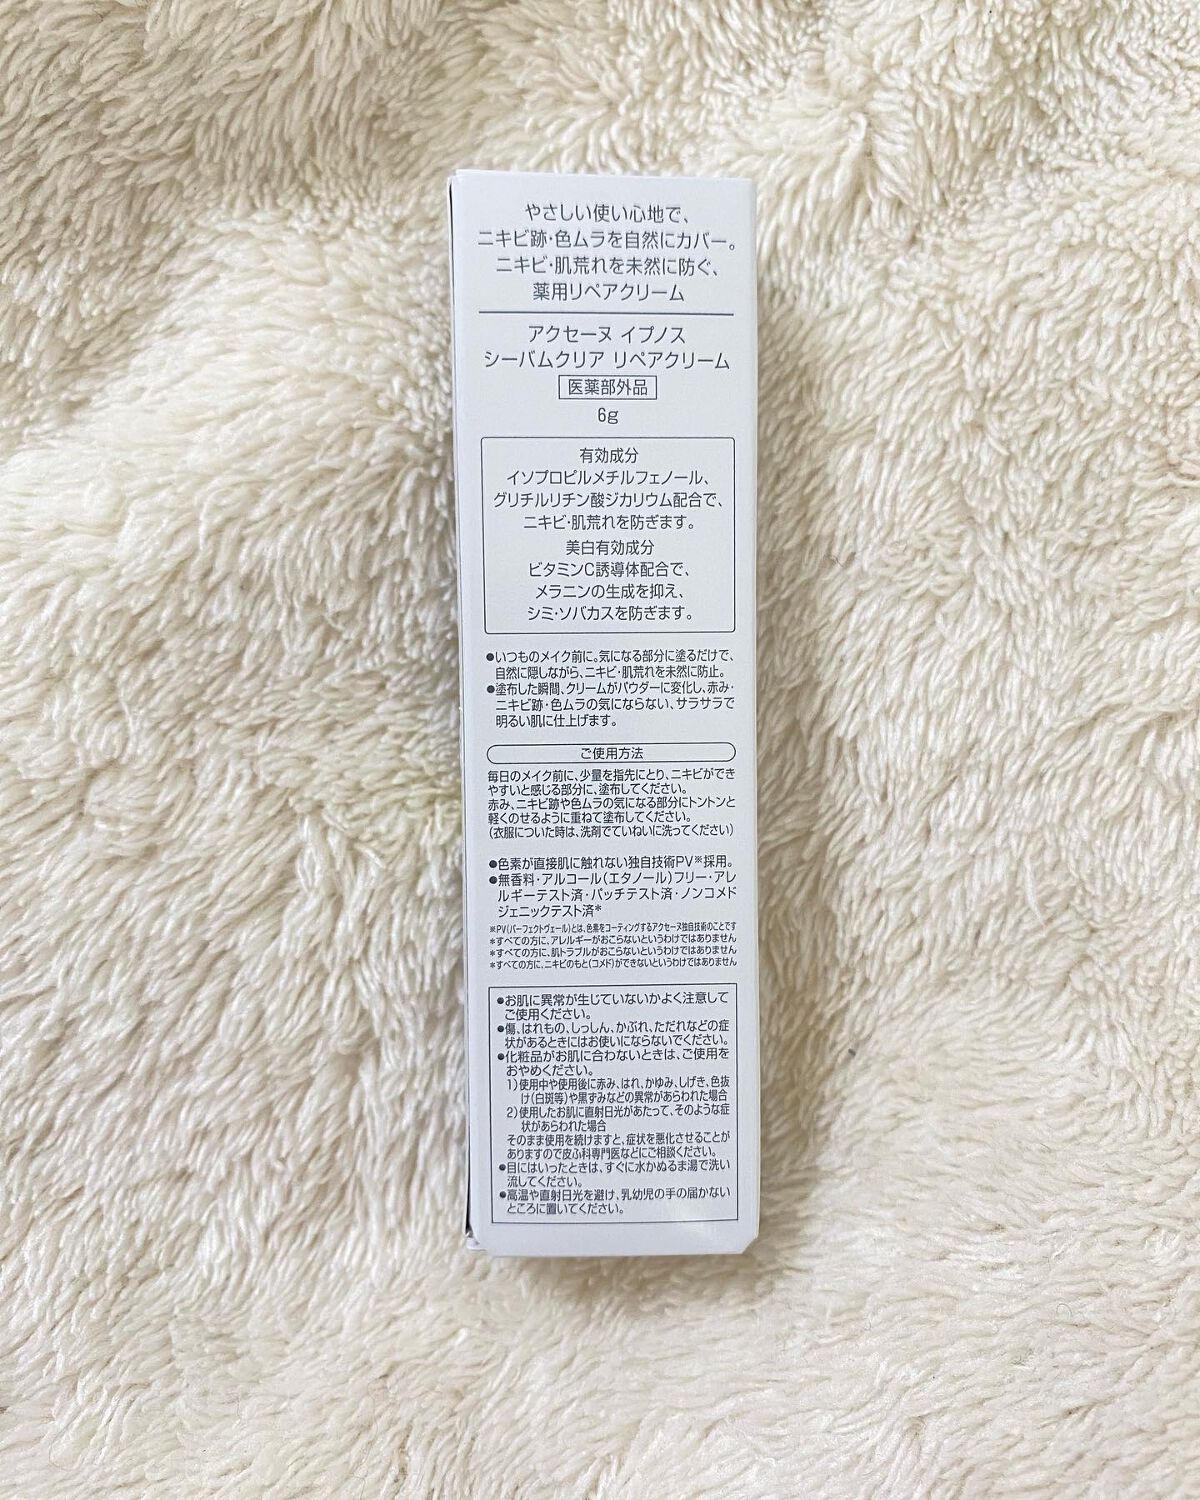 やさしい使い心地で、
ニキビ跡・色ムラを自然にカバー。
ニキビ・肌荒れを未然に防ぐ、
薬用リペアクリーム
アクセーヌ イプノス
シーバムクリア リペアクリーム
医薬部外品
6g
有効成分
イソプロピルメチルフェノール、
グリチルリチン酸ジカリウム配合で、
ニキビ・肌荒れを防ぎます。
美白有効成分
ビタミンC誘導体配合で、
メラニンの生成を抑え、
シミ・ソバカスを防ぎます。
●いつものメイク前に。気になる部分に塗るだけで、
自然に隠しながら、ニキビ・肌荒れを未然に防止。
●塗布した瞬間、クリームがパウダーに変化し、赤み・
ニキビ跡・色ムラの気にならない、サラサラで
明るい肌に仕上げます。
ご使用方法
毎日のメイク前に、少量を指先にとり、ニキビができ
やすいと感じる部分に、塗布してください。
赤み、ニキビ跡や色ムラの気になる部分にトントンと
軽くのせるように重ねて塗布してください。
(衣服についた時は、洗剤でていねいに洗ってください)
●色素が直接肌に触れない独自技術PV※採用。
●無香料・アルコール(エタノール)フリー・アレ
ルギーテスト済・パッチテスト済・ノンコメド
ジェニックテスト済*
※PV(パーフェクトヴェール)とは、色素をコーティングするアクセーヌ独自技術のことです
*すべての方に、アレルギーがおこらないというわけではありません
*すべての方に、肌トラブルがおこらないというわけではありません
*すべての方に、ニキビのもと(コメド)ができないというわけではありません
●お肌に異常が生じていないかよく注意して
ご使用ください。
●傷、はれもの、しっしん、かぶれ、ただれなどの症
状があるときにはお使いにならないでください。
●化粧品がお肌に合わないときは、ご使用を
おやめください。
1)使用中や使用後に赤み、はれ、かゆみ、しげき、色抜
け(白斑等)や黒ずみなどの異常があらわれた場合
2)使用したお肌に直射日光があたって、そのような症
状があらわれた場合
そのまま使用を続けますと、症状を悪化させることが
ありますので皮ふ科専門医などにご相談ください。
●目にはいったときは、すぐに水かぬるま湯で洗い
流してください。
●高温や直射日光を避け、乳幼児の手の届かない
ところに置いてください。